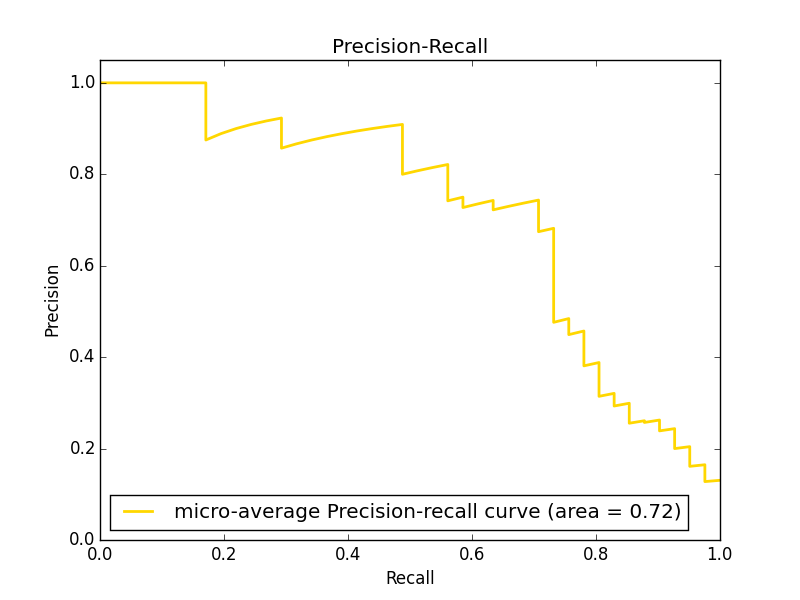 Precision-Recall
1.0
0.8
0.6
0.4
0.2
0.0
Precision
micro-average Precision-recall curve (area = 0.72)
0.0 0.2 0.4 0.6 0.8 1.0
Recall